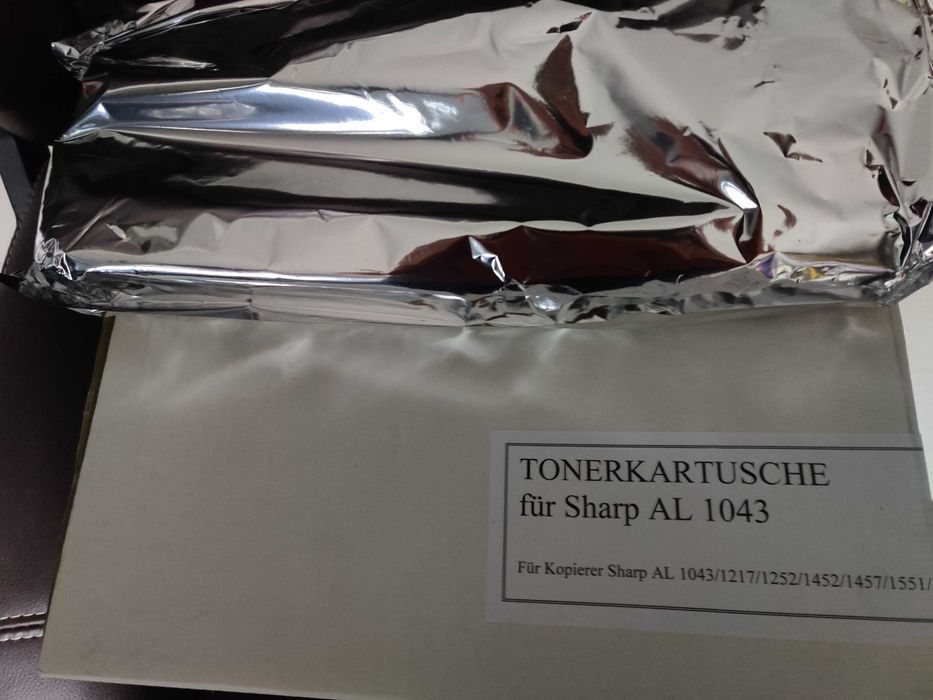 TONERKARTUSCHE
für Sharp AL 1043
Für Kopierer Sharp AL 1043/1217/1252/1452/1457/1551/